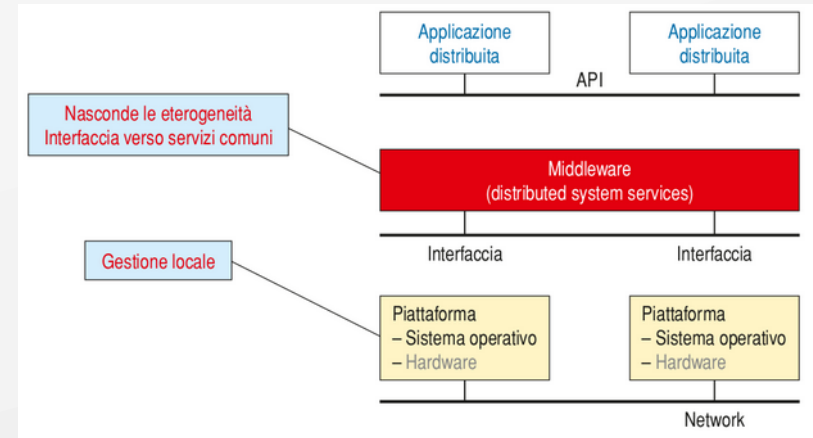 Applicazione
distribuita
Applicazione
distribuita
API
Nasconde le eterogeneità
Interfaccia verso servizi comuni
Middleware
(distributed system services)
Interfaccia
Interfaccia
Gestione locale
Piattaforma
– Sistema operativo
– Hardware
Piattaforma
– Sistema operativo
– Hardware
Network